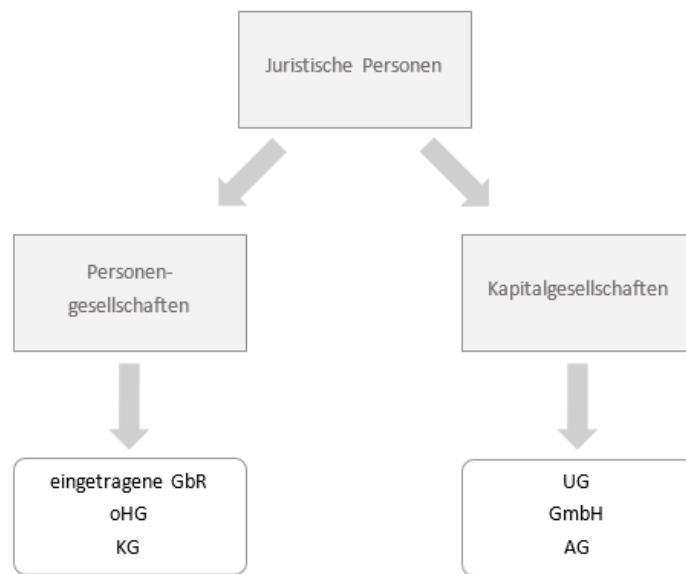 Juristische Personen
Personen-
gesellschaften
Kapitalgesellschaften
eingetragene GbR
oHG
KG
UG
GmbH
AG